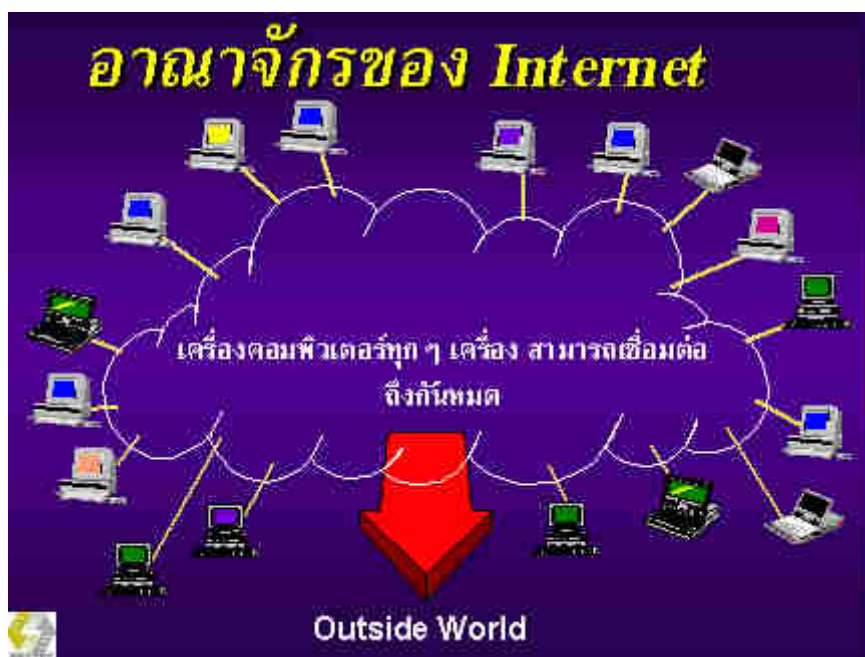 อาณาจักรของ Internet
เครื่องคอมพิวเตอร์ทุก ๆ เครื่อง สามารถเชื่อมต่อ
ถึงกันหมด
Outside World